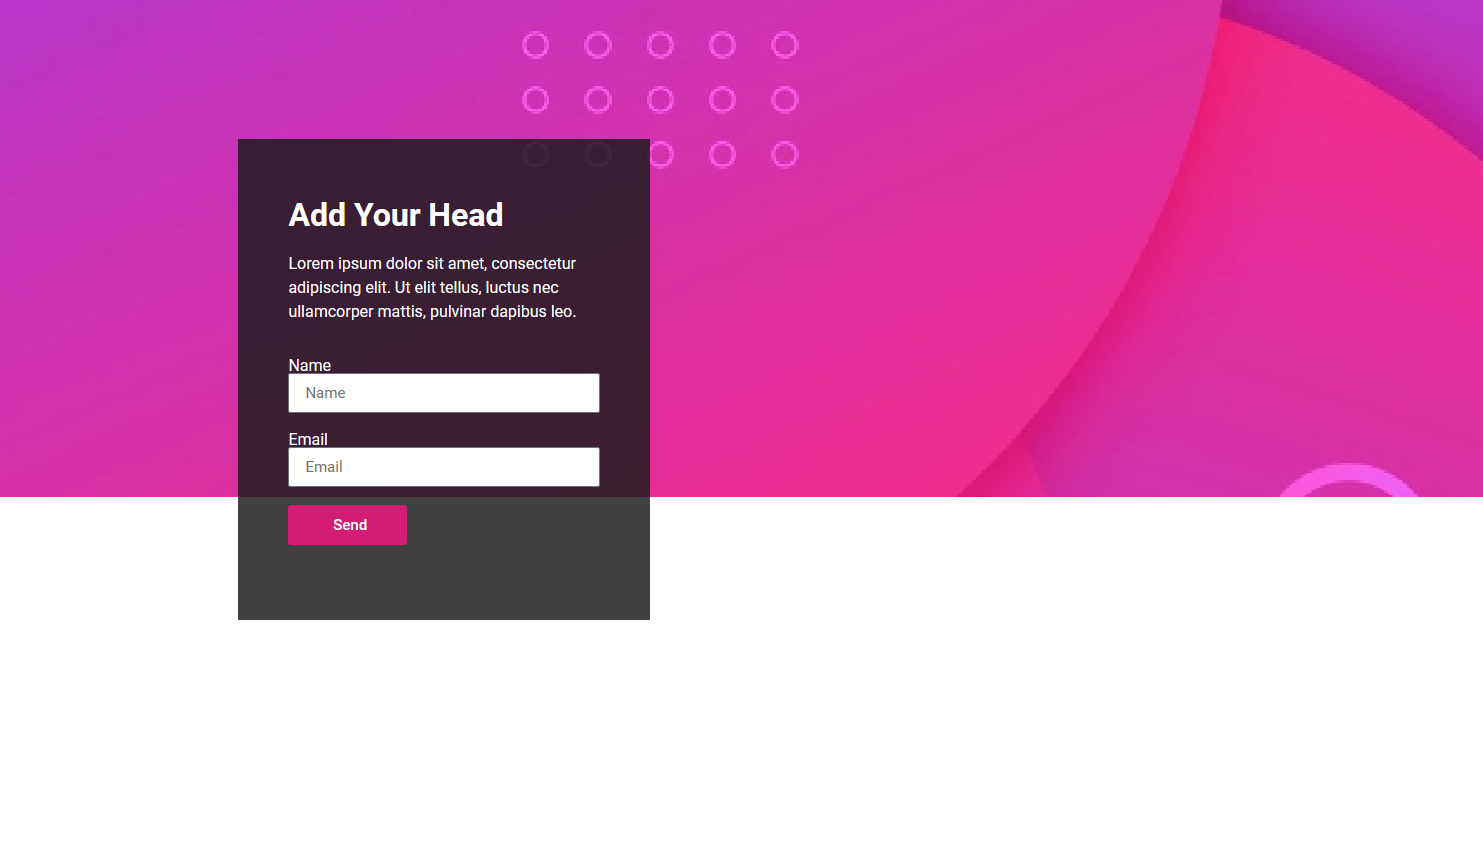 Add Your Head
Lorem ipsum dolor sit amet, consectetur
adipiscing elit. Ut elit tellus, luctus nec
ullamcorper mattis, pulvinar dapibus leo.
Name
Name
Email
Email
Send